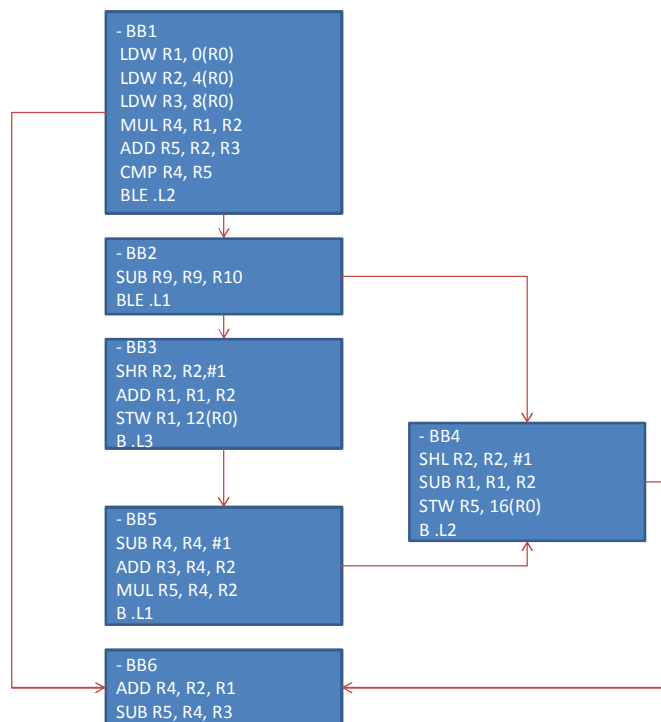 - BB1
LDW R1, 0(R0)
LDW R2, 4(R0)
LDW R3, 8(R0)
MUL R4, R1, R2
ADD R5, R2, R3
CMP R4, R5
BLE .L2
- BB2
SUB R9, R9, R10
BLE .L1
- BB3
SHR R2, R2,#1
ADD R1, R1, R2
STW R1, 12(R0)
B .L3
- BB4
SHL R2, R2, #1
SUB R1, R1, R2
STW R5, 16(R0)
B .L2
- BB5
SUB R4, R4, #1
ADD R3, R4, R2
MUL R5, R4, R2
B .L1
- BB6
ADD R4, R2, R1
SUB R5, R4, R3